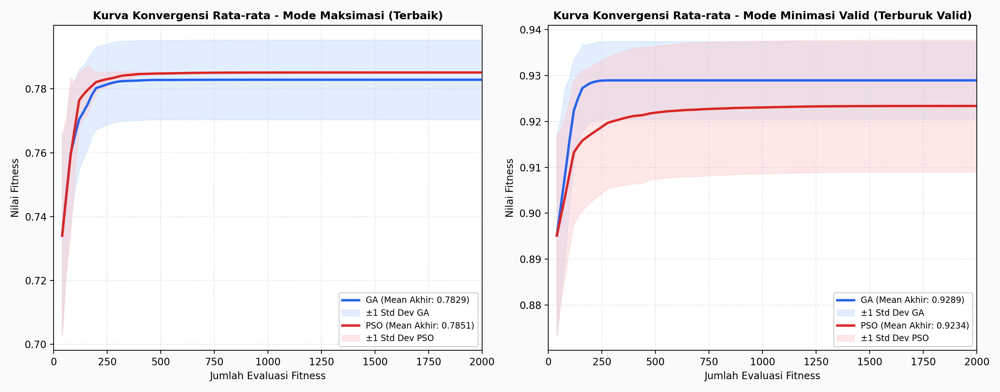 Kurva Konvergensi Rata-rata - Mode Maksimasi (Terbaik)
Nilai Fitness
0.78
0.76
0.74
0.72
0.70
0 250 500 750 1000 1250 1500 1750 2000
Jumlah Evaluasi Fitness
GA (Mean Akhir: 0.7829)
±1 Std Dev GA
PSO (Mean Akhir: 0.7851)
±1 Std Dev PSO
Kurva Konvergensi Rata-rata - Mode Minimasi Valid (Terburuk Valid)
Nilai Fitness
0.94
0.93
0.92
0.91
0.90
0.89
0.88
0 250 500 750 1000 1250 1500 1750 2000
Jumlah Evaluasi Fitness
GA (Mean Akhir: 0.9289)
±1 Std Dev GA
PSO (Mean Akhir: 0.9234)
±1 Std Dev PSO